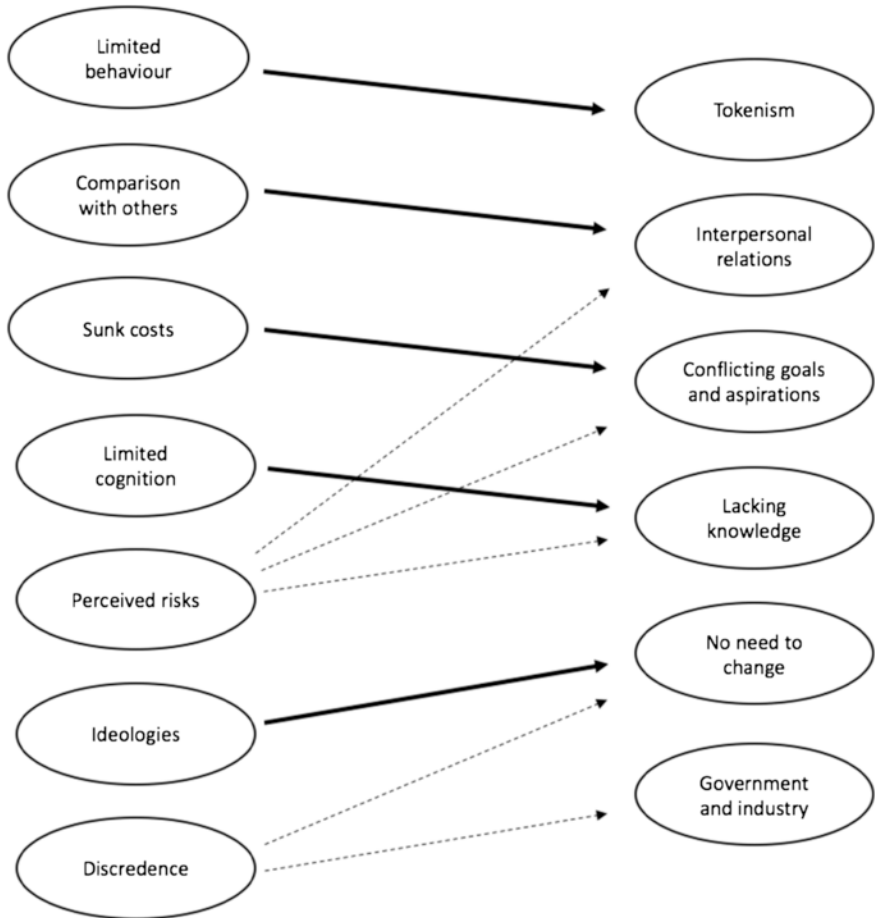 Limited
behaviour
Comparison
with others
Sunk costs
Limited
cognition
Perceived risks
Ideologies
Discredence
Tokenism
Interpersonal
relations
Conflicting goals
and aspirations
Lacking
knowledge
No need to
change
Government
and industry